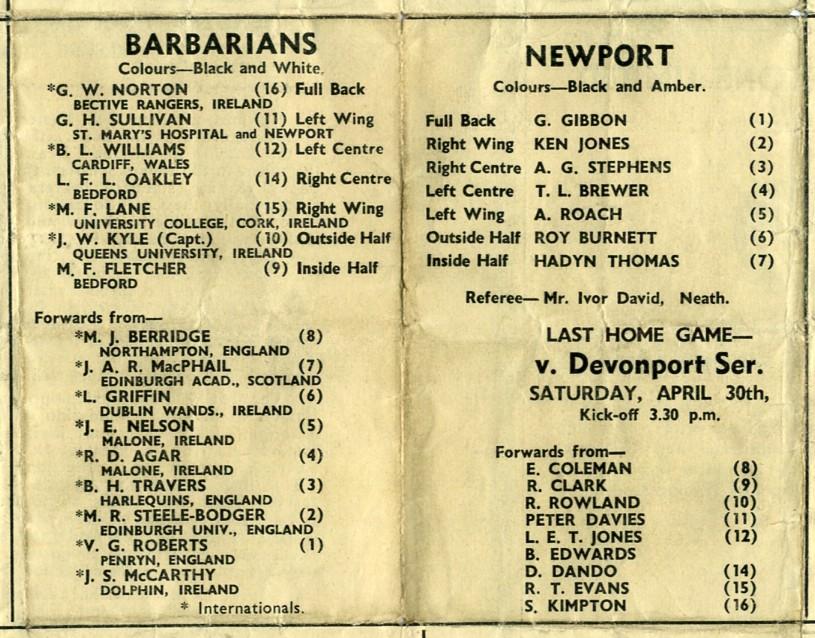 BARBARIANS
Colours—Black and White.
*G. W. NORTON (16) Full Back
BECTIVE RANGERS, IRELAND
G. H. SULLIVAN (11) Left Wing
ST. MARY'S HOSPITAL and NEWPORT
*B. L. WILLIAMS (12) Left Centre
CARDIFF, WALES
L. F. L. OAKLEY (14) Right Centre
BEDFORD
*M. F. LANE (15) Right Wing
UNIVERSITY COLLEGE, CORK, IRELAND
*J. W. KYLE (Capt.) (10) Outside Half
QUEENS UNIVERSITY, IRELAND
M. F. FLETCHER (9) Inside Half
BEDFORD
Forwards from—
*M. J. BERRIDGE (8)
NORTHAMPTON, ENGLAND
*J. A. R. MacPHAIL (7)
EDINBURGH ACAD., SCOTLAND
*L. GRIFFIN (6)
DUBLIN WANDS., IRELAND
*J. E. NELSON (5)
MALONE, IRELAND
*R. D. AGAR (4)
MALONE, IRELAND
*B. H. TRAVERS (3)
HARLEQUINS, ENGLAND
*M. R. STEELE-BODGER (2)
EDINBURGH UNIV., ENGLAND
*V. G. ROBERTS (1)
PENRYN, ENGLAND
*J. S. McCARTHY
DOLPHIN, IRELAND
* Internationals.
NEWPORT
Colours—Black and Amber.
Full Back G. GIBBON (1)
Right Wing KEN JONES (2)
Right Centre A. G. STEPHENS (3)
Left Centre T. L. BREWER (4)
Left Wing A. ROACH (5)
Outside Half ROY BURNETT (6)
Inside Half HADYN THOMAS (7)
Referee— Mr. Ivor David, Neath.
LAST HOME GAME—
v. Devonport Ser.
SATURDAY, APRIL 30th,
Kick-off 3.30 p.m.
Forwards from—
E. COLEMAN (8)
R. CLARK (9)
R. ROWLAND (10)
PETER DAVIES (11)
L. E. T. JONES (12)
B. EDWARDS
D. DANDO (14)
R. T. EVANS (15)
S. KIMPTON (16)